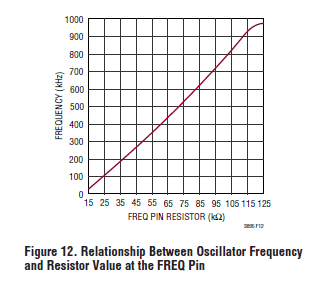 1000
900
800
700
600
500
400
300
200
100
0
FREQUENCY (kHz)
15 25 35 45 55 65 75 85 95 105 115 125
FREQ PIN RESISTOR (kΩ)
3895 F12
Figure 12. Relationship Between Oscillator Frequency
and Resistor Value at the FREQ Pin